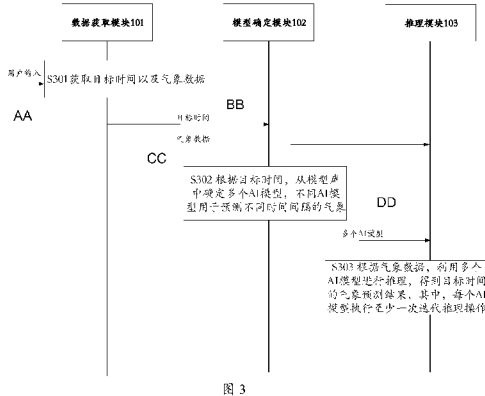 数据获取模块101
模型确定模块102
推理模块103
用户输入
S301获取目标时间以及气象数据
AA
BB
目标时间
CC
气象数据
S302 根据目标时间，从模型库
中确定多个AI模型，不同AI模
型用于预测不同时间间隔的气象
DD
多个AI模型
S303 根据气象数据、利用多个
AI模型进行推理，得到目标时间
的气象预测结果，其中，每个AI
模型执行至少一次迭代推理操作
图 3